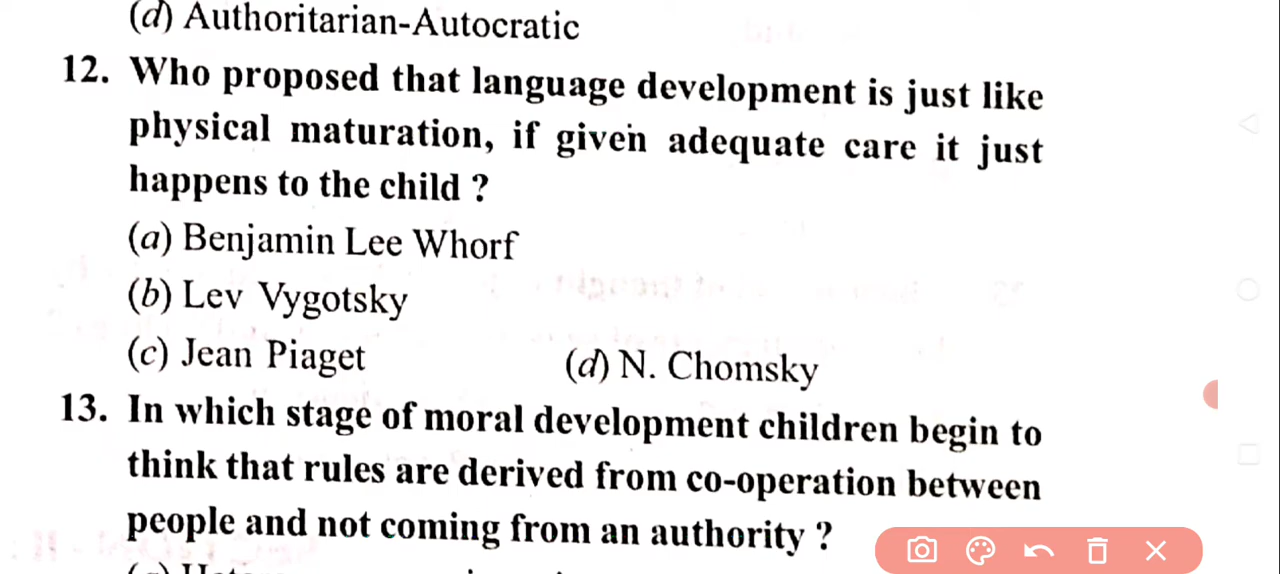 (d) Authoritarian-Autocratic
12. Who proposed that language development is just like
physical maturation, if given adequate care it just
happens to the child ?
(a) Benjamin Lee Whorf
(b) Lev Vygotsky
(c) Jean Piaget (d) N. Chomsky
13. In which stage of moral development children begin to
think that rules are derived from co-operation between
people and not coming from an authority ?